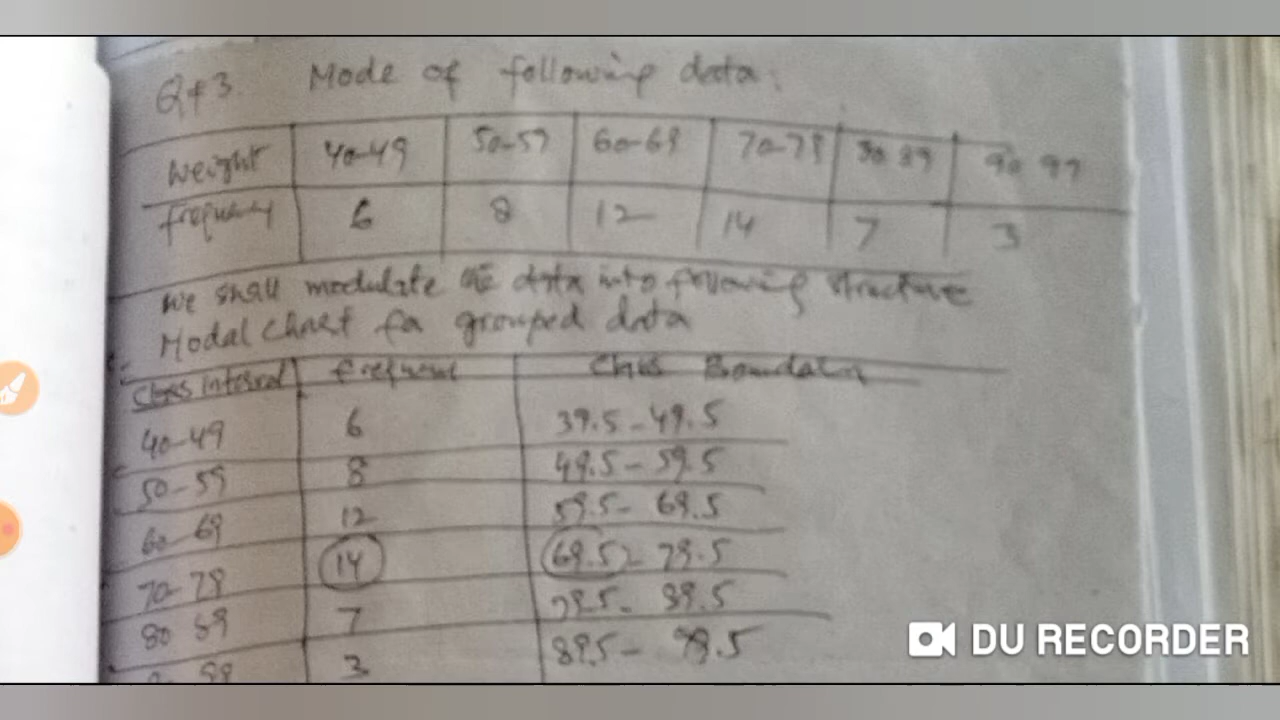 Q#3. Mode of following data.
Weight 40-49 50-59 60-69 70-79 80 89 90 99
frequency 6 8 12 14 7 3
We shall modulate the data into following structure
Modal chart for grouped data
Class interval frequent Class Boundary
40-49 6 39.5-49.5
50-59 8 49.5-59.5
60-69 12 59.5-69.5
70-79 14 69.5-79.5
80 89 7 79.5-89.5
3 89.5-99.5
DU RECORDER